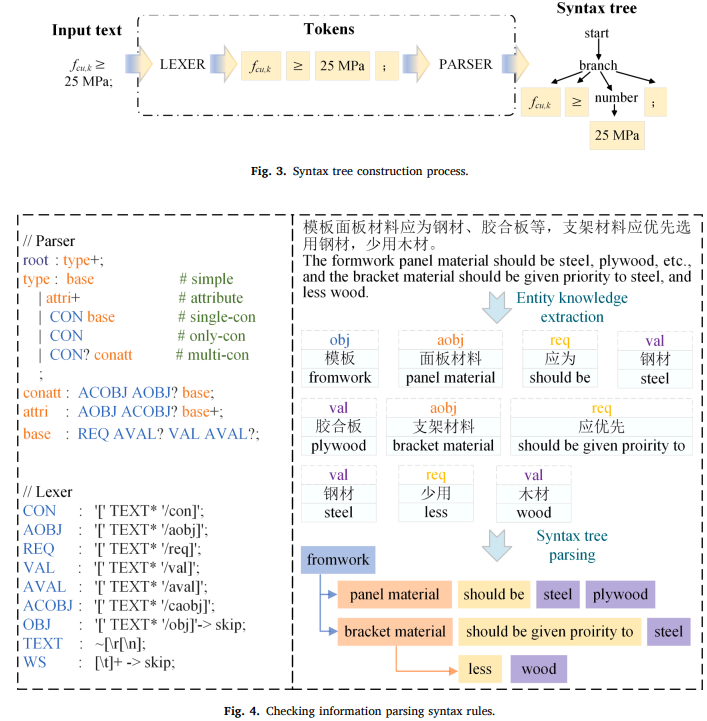 Input text
Tokens
Syntax tree
f_cu,k ≥
25 MPa;
LEXER
f_cu,k
≥
25 MPa
;
PARSER
start
branch
f_cu,k
≥
number
;
25 MPa
Fig. 3. Syntax tree construction process.
// Parser
root : type+;
type : base # simple
| attri+ # attribute
| CON base # single-con
| CON # only-con
| CON? conatt # multi-con
;
conatt: ACOBJ AOBJ? base;
attri : AOBJ ACOBJ? base+;
base : REQ AVAL? VAL AVAL?;
// Lexer
CON : '[' TEXT* '/con]';
AOBJ : '[' TEXT* '/aobj]';
REQ : '[' TEXT* '/req]';
VAL : '[' TEXT* '/val]';
AVAL : '[' TEXT* '/aval]';
ACOBJ : '[' TEXT* '/caobj]';
OBJ : '[' TEXT* '/obj]'-> skip;
TEXT : ~[\r[\n];
WS : [\t]+ -> skip;
模板面板材料应为钢材、胶合板等，支架材料应优先选
用钢材，少用木材。
The formwork panel material should be steel, plywood, etc.,
and the bracket material should be given priority to steel, and
less wood.
Entity knowledge
extraction
obj
模板
fromwork
aobj
面板材料
panel material
req
应为
should be
val
钢材
steel
val
胶合板
plywood
aobj
支架材料
bracket material
req
应优先
should be given proirity to
val
钢材
steel
req
少用
less
val
木材
wood
Syntax tree
parsing
fromwork
panel material should be steel plywood
bracket material should be given proirity to steel
less wood
Fig. 4. Checking information parsing syntax rules.